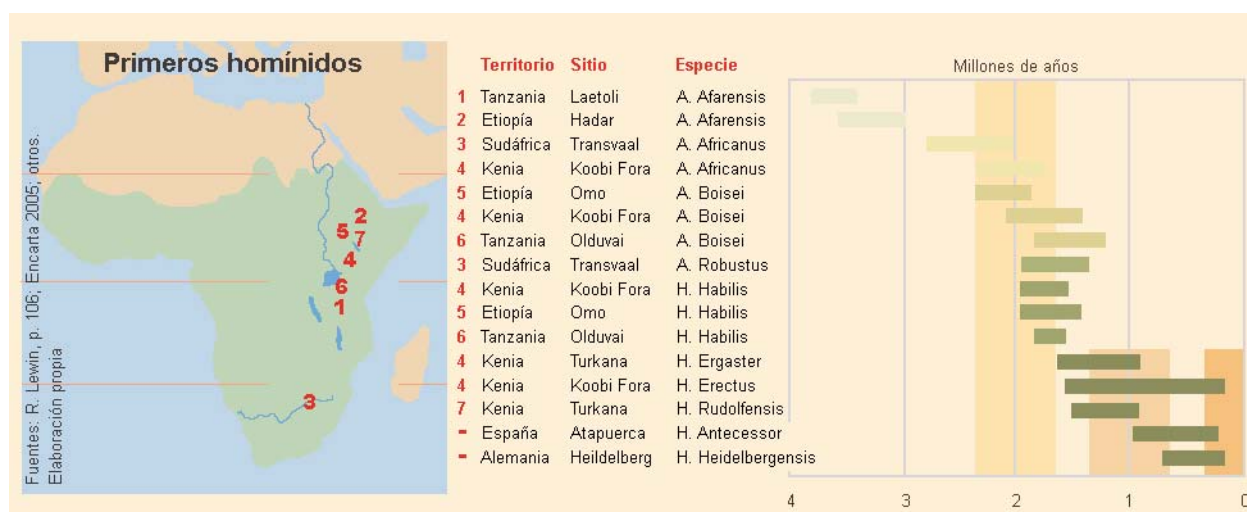 Primeros homínidos
Fuentes: R. Lewin, p. 106; Encarta 2005; otros.
Elaboración propia
2
5
7
4
6
1
3
Territorio Sitio Especie
Millones de años
1 Tanzania Laetoli A. Afarensis
2 Etiopía Hadar A. Afarensis
3 Sudáfrica Transvaal A. Africanus
4 Kenia Koobi Fora A. Africanus
5 Etiopía Omo A. Boisei
4 Kenia Koobi Fora A. Boisei
6 Tanzania Olduvai A. Boisei
3 Sudáfrica Transvaal A. Robustus
4 Kenia Koobi Fora H. Habilis
5 Etiopía Omo H. Habilis
6 Tanzania Olduvai H. Habilis
4 Kenia Turkana H. Ergaster
4 Kenia Koobi Fora H. Erectus
7 Kenia Turkana H. Rudolfensis
- España Atapuerca H. Antecessor
- Alemania Heildelberg H. Heidelbergensis
4 3 2 1 0